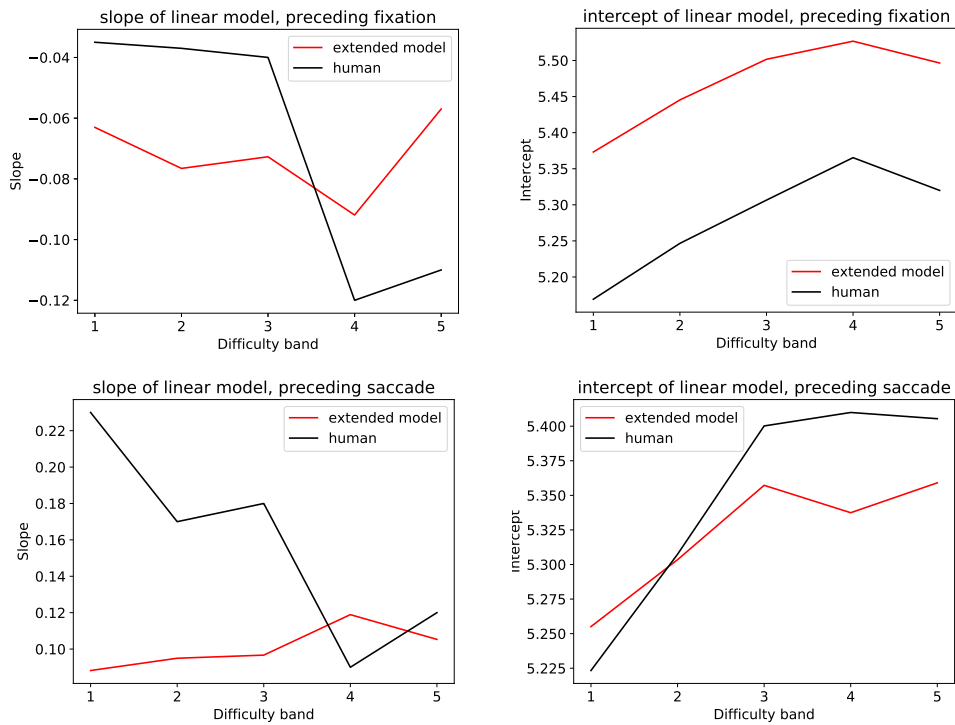 slope of linear model, preceding fixation
extended model
human
−0.04
−0.06
−0.08
−0.10
−0.12
Slope
1 2 3 4 5
Difficulty band
intercept of linear model, preceding fixation
5.50
5.40
5.35
5.30
5.20
Intercept
extended model
human
1 2 3 4 5
Difficulty band
slope of linear model, preceding saccade
extended model
human
0.22
0.20
0.18
0.16
0.14
0.12
0.10
Slope
1 2 3 4 5
Difficulty band
intercept of linear model, preceding saccade
extended model
human
5.400
5.375
5.350
5.325
5.300
5.275
5.250
5.225
Intercept
1 2 3 4 5
Difficulty band